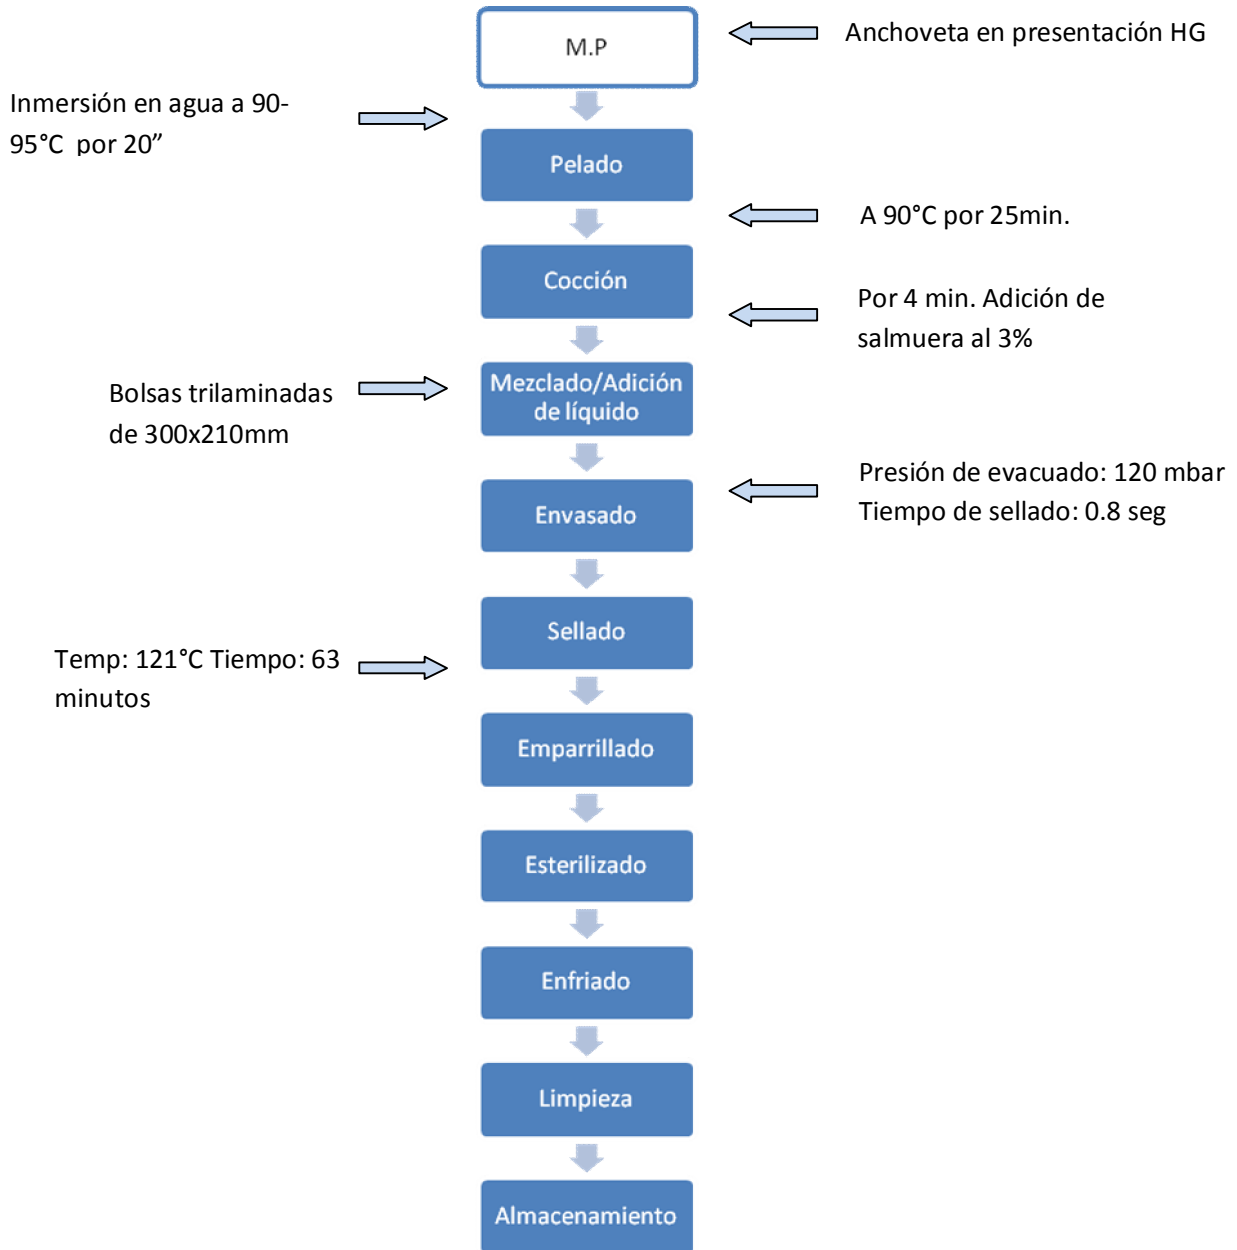 M.P
Anchoveta en presentación HG
Inmersión en agua a 90-
95°C  por 20”
Pelado
A 90°C por 25min.
Cocción
Por 4 min. Adición de
salmuera al 3%
Mezclado/Adición
de líquido
Bolsas trilaminadas
de 300x210mm
Envasado
Presión de evacuado: 120 mbar
Tiempo de sellado: 0.8 seg
Sellado
Temp: 121°C Tiempo: 63
minutos
Emparrillado
Esterilizado
Enfriado
Limpieza
Almacenamiento